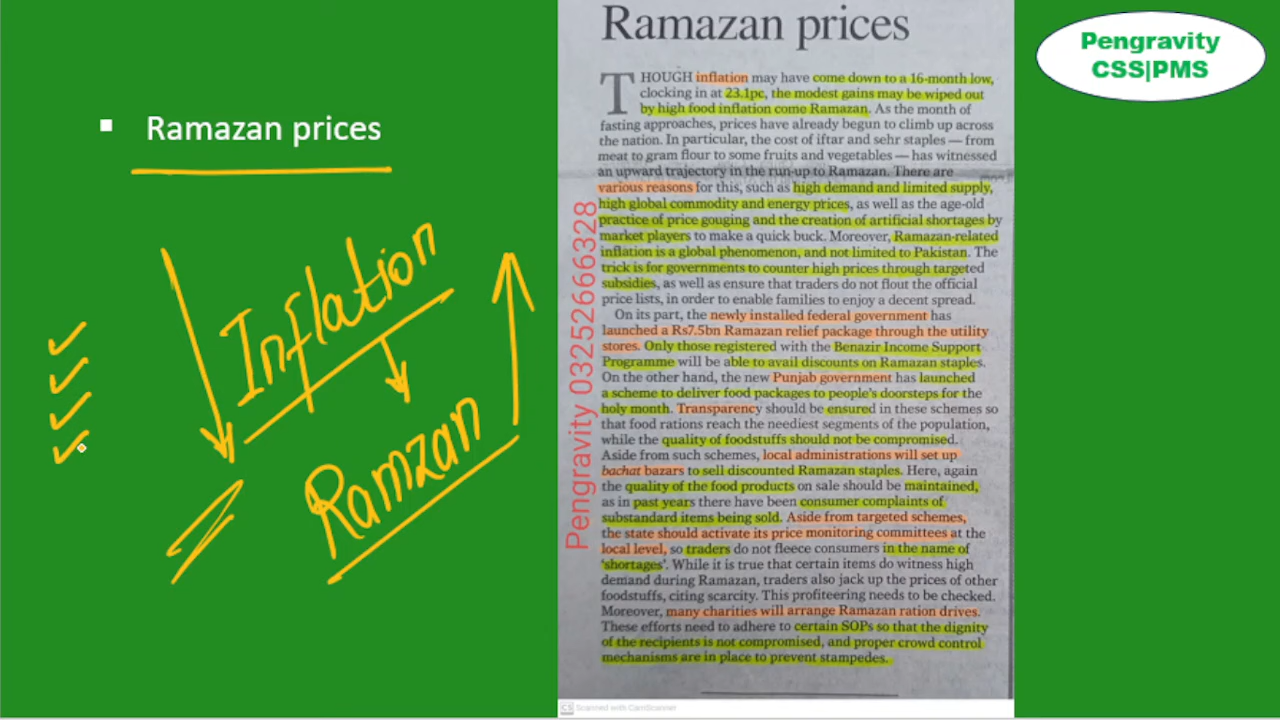 Pengravity
CSS|PMS
▪ Ramazan prices
Inflation
Ramzan
Ramazan prices
THOUGH inflation may have come down to a 16-month low,
clocking in at 23.1pc, the modest gains may be wiped out
by high food inflation come Ramazan. As the month of
fasting approaches, prices have already begun to climb up across
the nation. In particular, the cost of iftar and sehr staples — from
meat to gram flour to some fruits and vegetables — has witnessed
an upward trajectory in the run-up to Ramazan. There are
various reasons for this, such as high demand and limited supply,
high global commodity and energy prices, as well as the age-old
practice of price gouging and the creation of artificial shortages by
market players to make a quick buck. Moreover, Ramazan-related
inflation is a global phenomenon, and not limited to Pakistan. The
trick is for governments to counter high prices through targeted
subsidies, as well as ensure that traders do not flout the official
price lists, in order to enable families to enjoy a decent spread.
On its part, the newly installed federal government has
launched a Rs7.5bn Ramazan relief package through the utility
stores. Only those registered with the Benazir Income Support
Programme will be able to avail discounts on Ramazan staples.
On the other hand, the new Punjab government has launched
a scheme to deliver food packages to people's doorsteps for the
holy month. Transparency should be ensured in these schemes so
that food rations reach the neediest segments of the population,
while the quality of foodstuffs should not be compromised.
Aside from such schemes, local administrations will set up
bachat bazars to sell discounted Ramazan staples. Here, again
the quality of the food products on sale should be maintained,
as in past years there have been consumer complaints of
substandard items being sold. Aside from targeted schemes,
the state should activate its price monitoring committees at the
local level, so traders do not fleece consumers in the name of
'shortages'. While it is true that certain items do witness high
demand during Ramazan, traders also jack up the prices of other
foodstuffs, citing scarcity. This profiteering needs to be checked.
Moreover, many charities will arrange Ramazan ration drives.
These efforts need to adhere to certain SOPs so that the dignity
of the recipients is not compromised, and proper crowd control
mechanisms are in place to prevent stampedes.
Pengravity 03252666328
CS Scanned with CamScanner